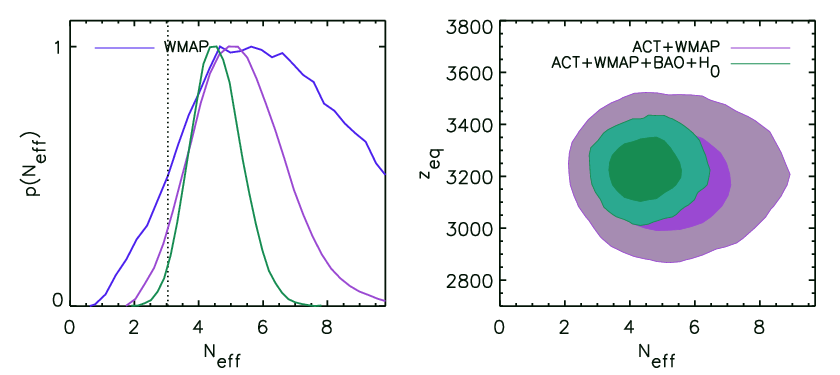 1
0
p(N_eff)
WMAP
0 2 4 6 8
N_eff
3800
3600
3400
3200
3000
2800
z_eq
ACT+WMAP
ACT+WMAP+BAO+H_0
0 2 4 6 8
N_eff